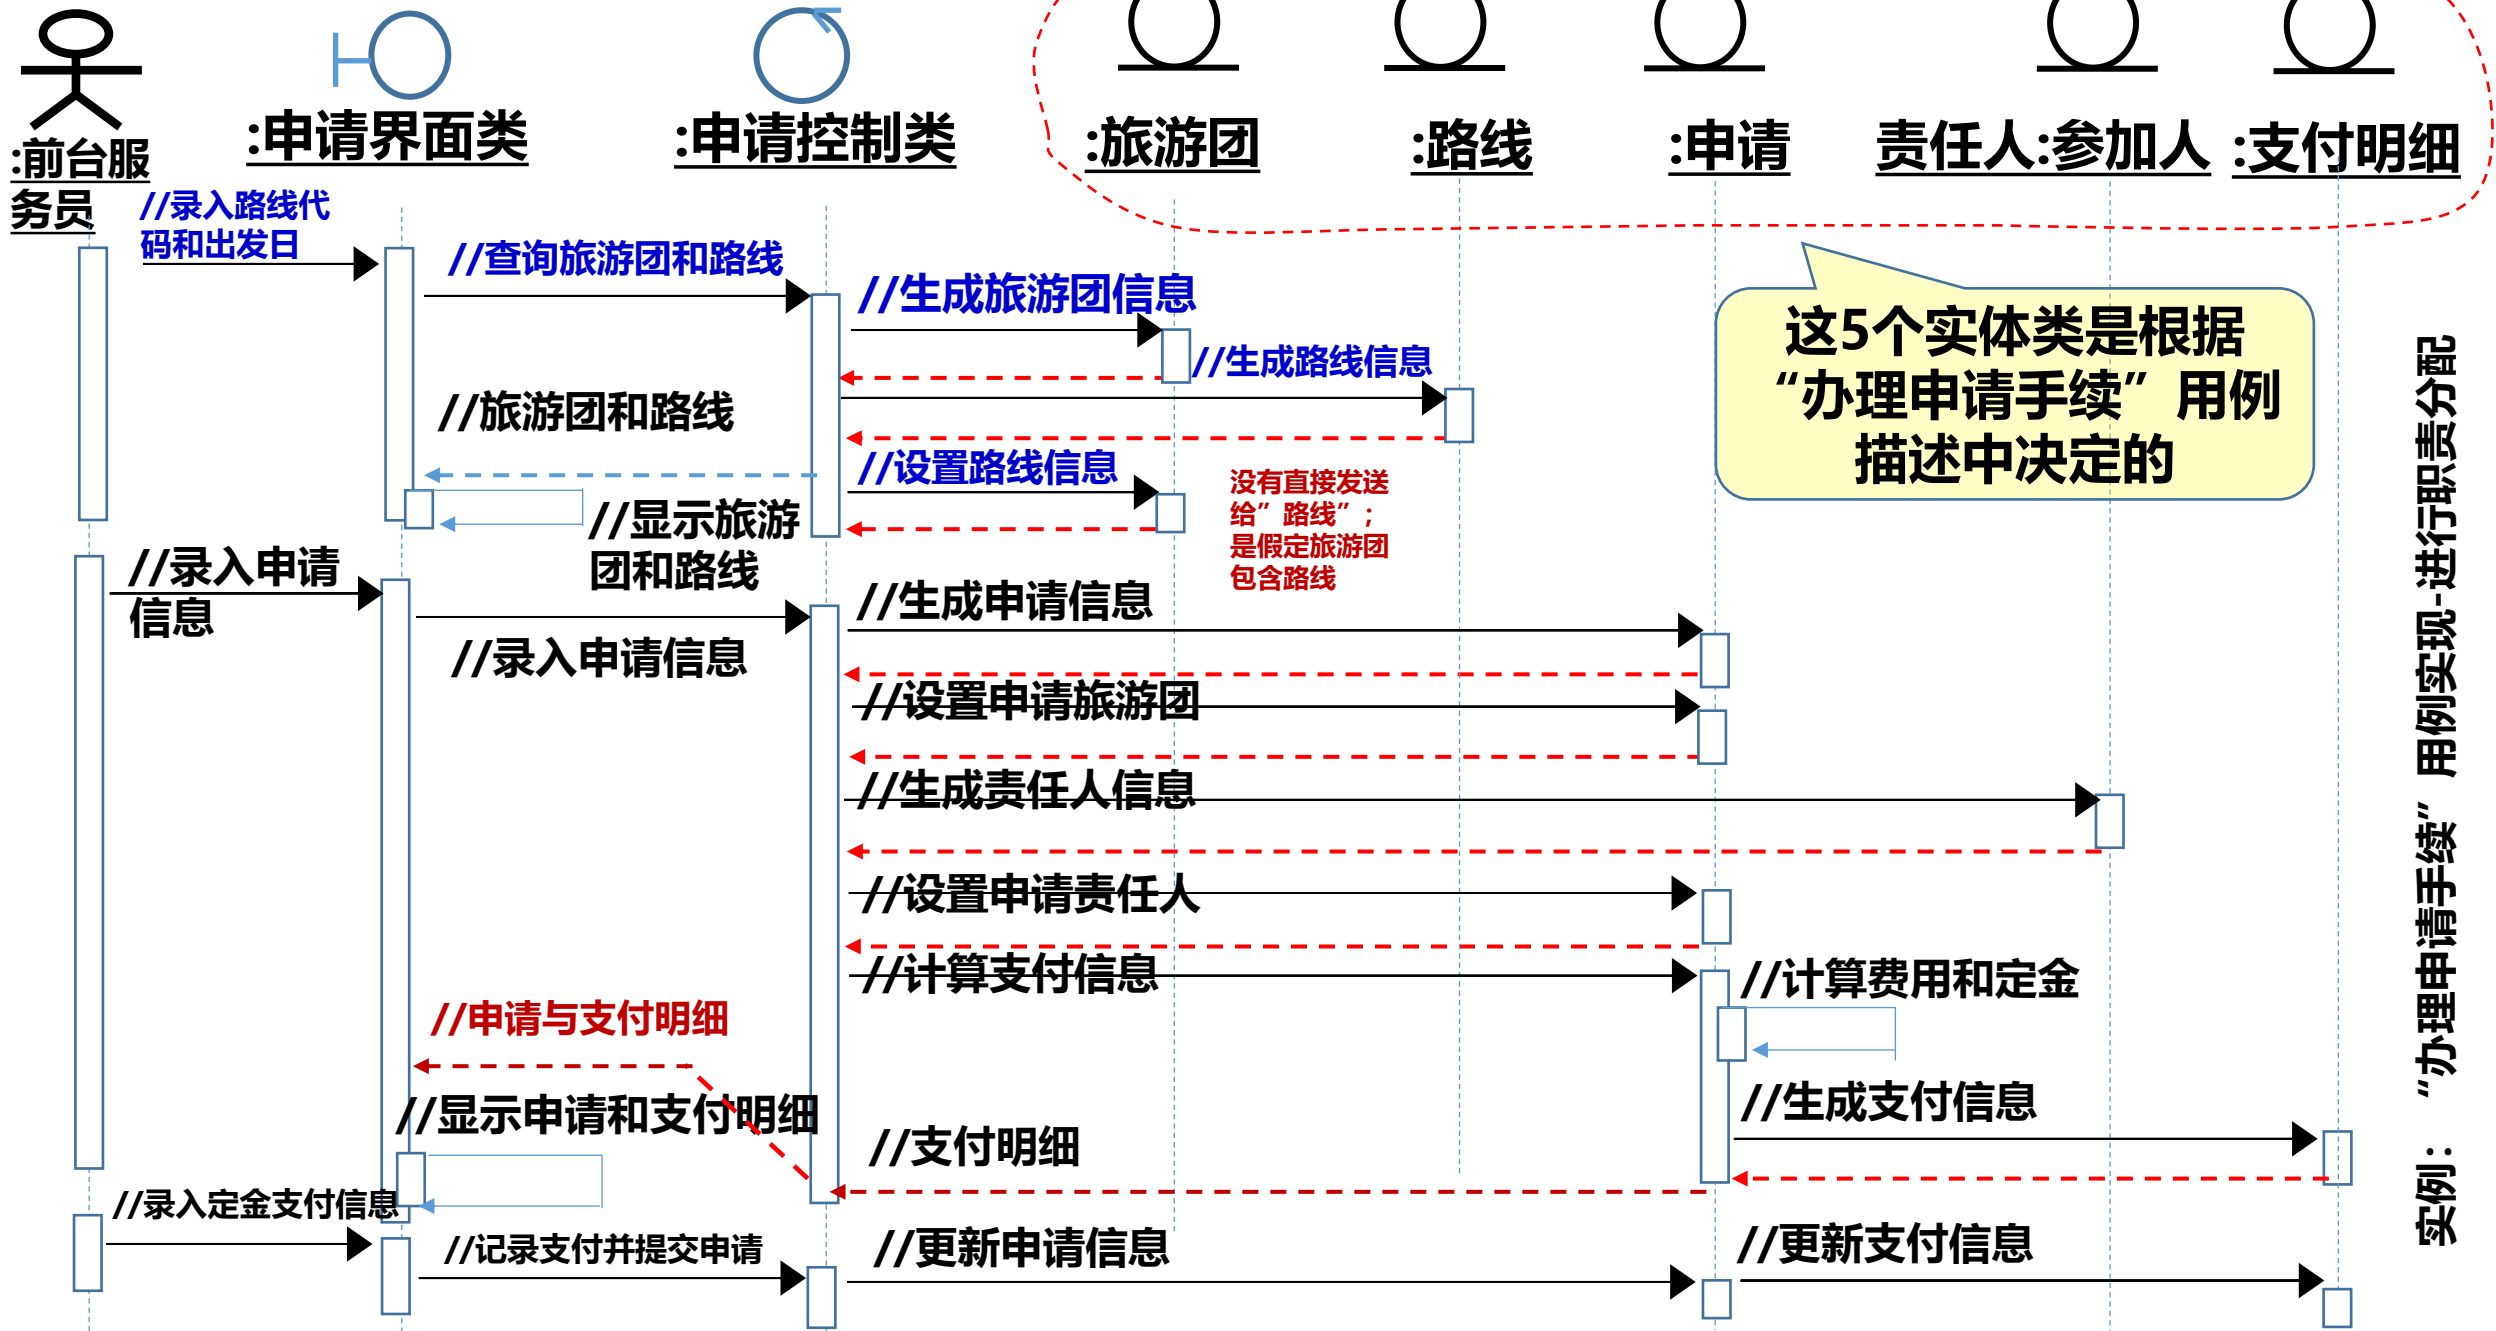 :前台服
务员
:申请界面类
:申请控制类
:旅游团
:路线
:申请
责任人:参加人
:支付明细
//录入路线代
码和出发日
//查询旅游团和路线
//生成旅游团信息
//生成路线信息
//旅游团和路线
//设置路线信息
这5个实体类是根据
“办理申请手续”用例
描述中决定的
没有直接发送
给”路线”；
是假定旅游团
包含路线
//显示旅游
团和路线
//录入申请
信息
//录入申请信息
//生成申请信息
//设置申请旅游团
//生成责任人信息
//设置申请责任人
//计算支付信息
//计算费用和定金
//申请与支付明细
//显示申请和支付明细
//生成支付信息
//支付明细
//录入定金支付信息
//记录支付并提交申请
//更新申请信息
//更新支付信息
实例：“办理申请手续”用例实现-进行职责分配